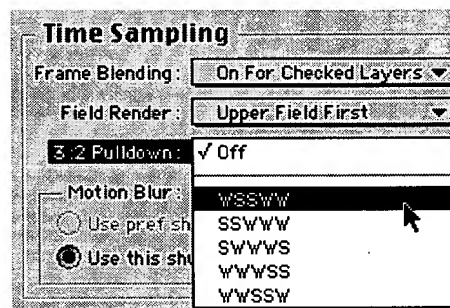 Time Sampling
Frame Blending: On For Checked Layers
Field Render: Upper Field First
3:2 Pulldown: ✓ Off
WSSWW
SSWWW
SWWWS
WWWSS
WWSSW
Motion Blur:
Use pref sh
Use this shu